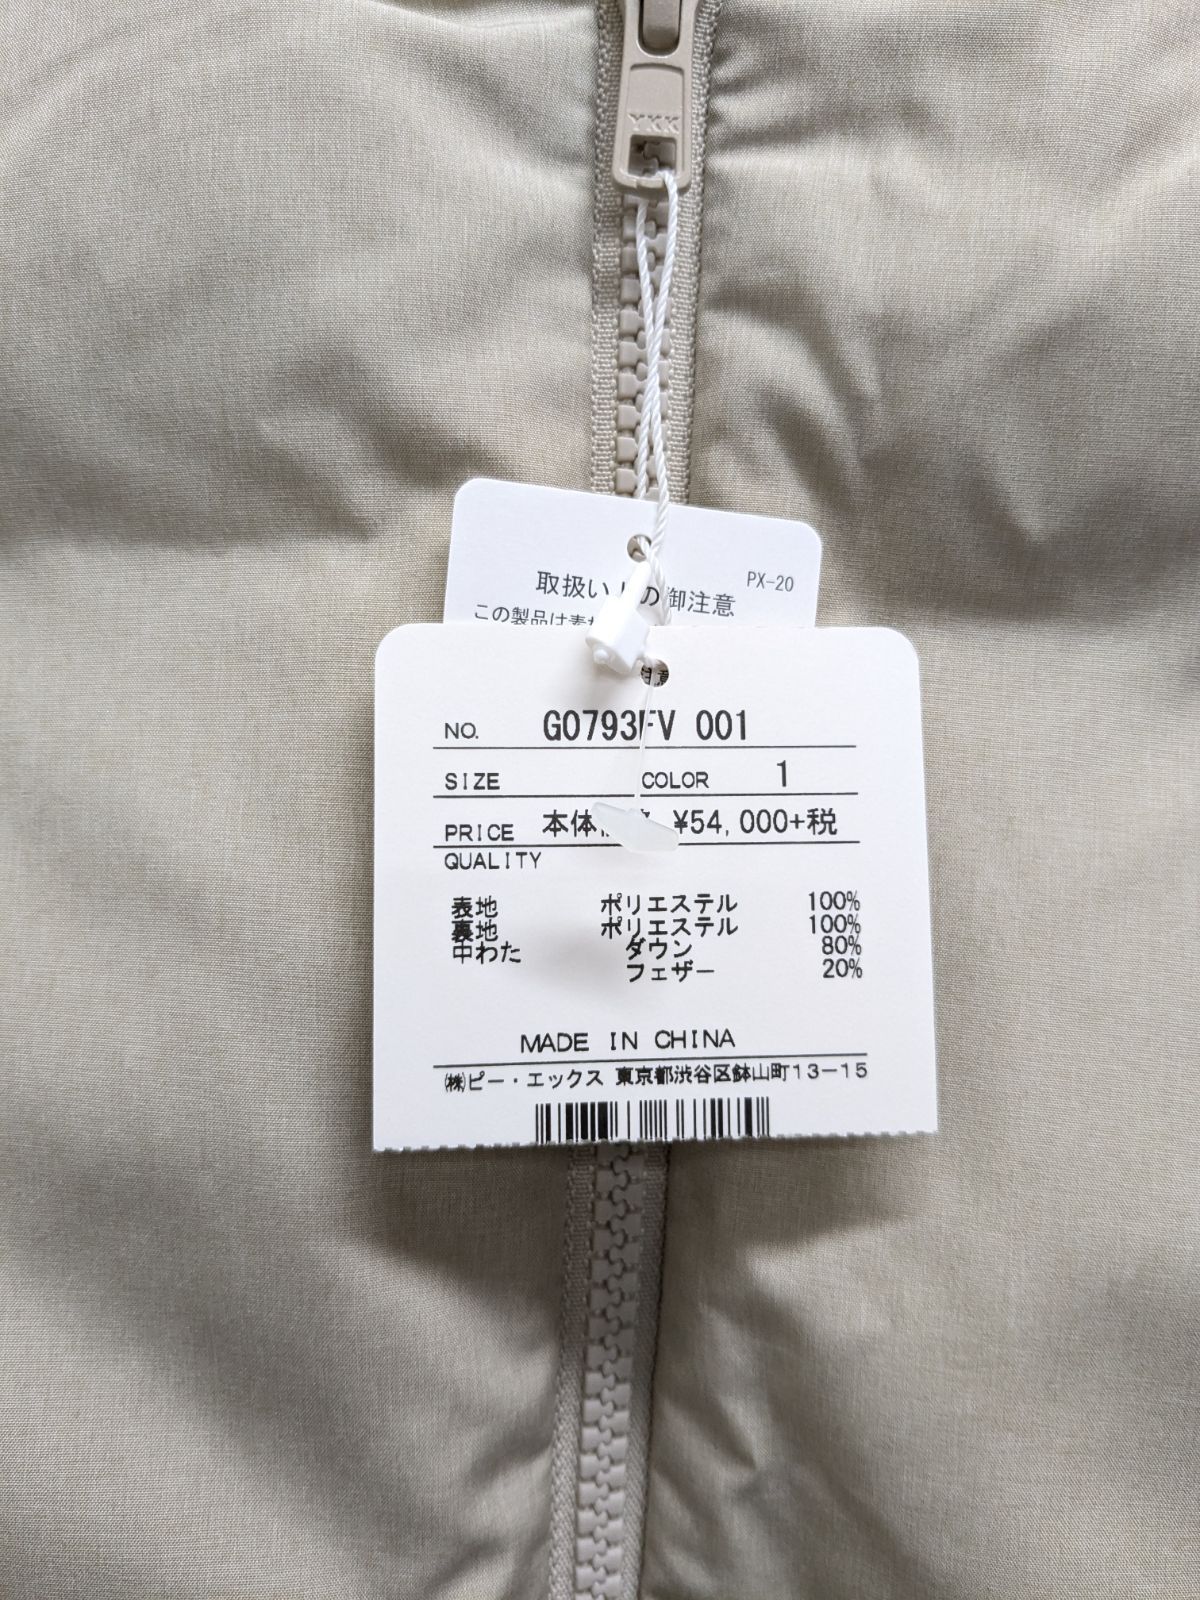 YKK
取扱い の御注意
PX-20
この製品は
NO. G0793FV 001
SIZE COLOR 1
PRICE 本体 ¥54,000+税
QUALITY
表地 ポリエステル 100%
裏地 ポリエステル 100%
中わた ダウン 80%
フェザー 20%
MADE IN CHINA
㈱ピー・エックス 東京都渋谷区鉢山町13-15